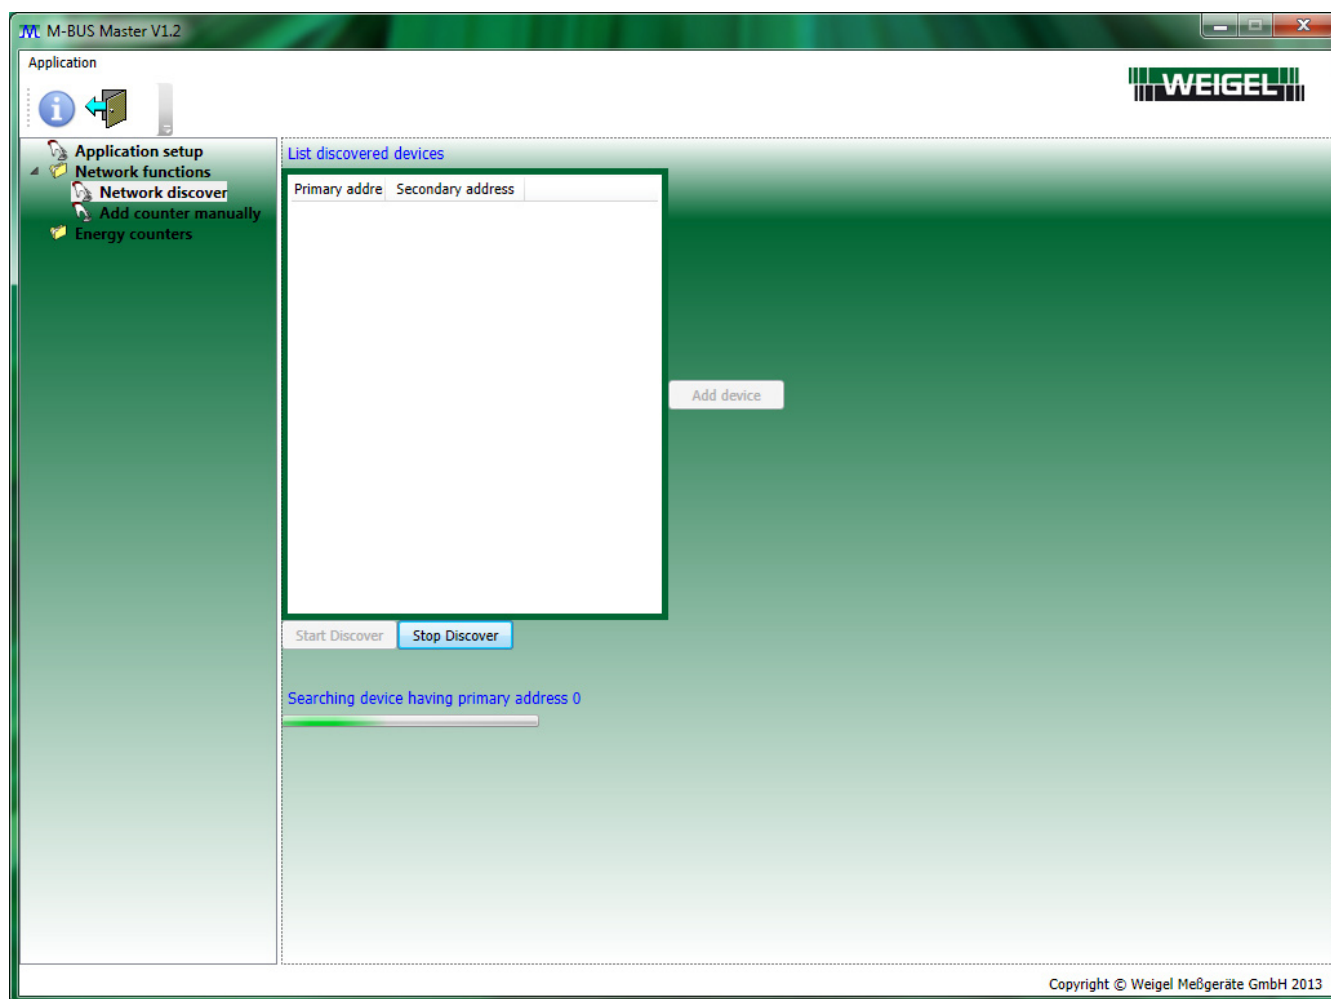 M-BUS Master V1.2
Application
WEIGEL
Application setup
Network functions
Network discover
Add counter manually
Energy counters
List discovered devices
Primary addre Secondary address
Add device
Start Discover Stop Discover
Searching device having primary address 0
Copyright © Weigel Meßgeräte GmbH 2013